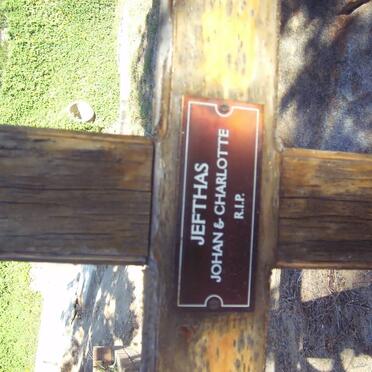 JEFTHAS
JOHAN & CHARLOTTE
R.I.P.